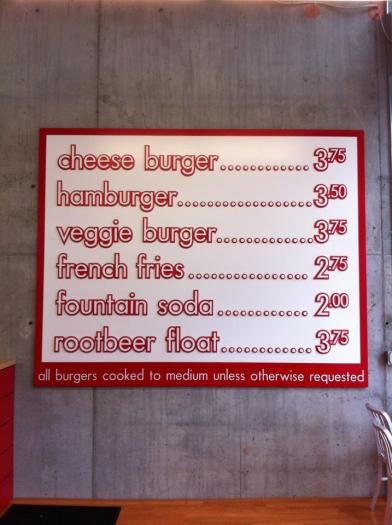 cheese burger............3.75
hamburger..................3.50
veggie burger.............3.75
french fries................2.75
fountain soda.............2.00
rootbeer float............3.75
all burgers cooked to medium unless otherwise requested